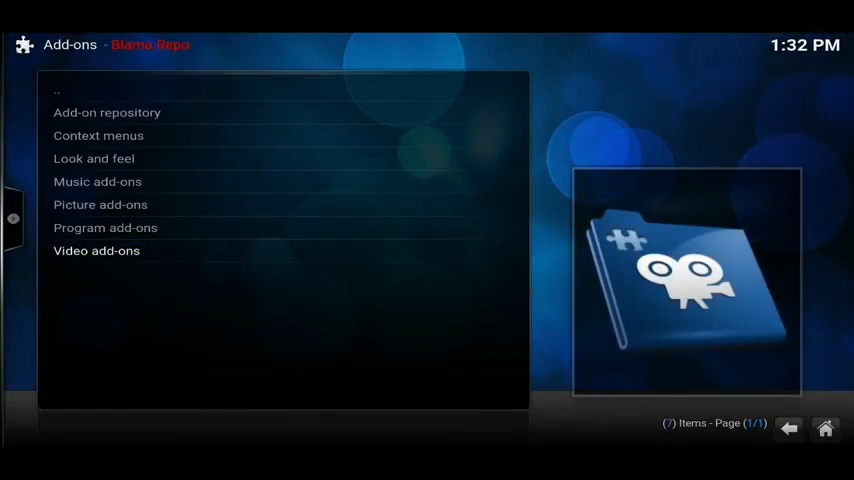 Add-ons - Blamo Repo
1:32 PM
..
Add-on repository
Context menus
Look and feel
Music add-ons
Picture add-ons
Program add-ons
Video add-ons
(7) Items - Page (1/1)